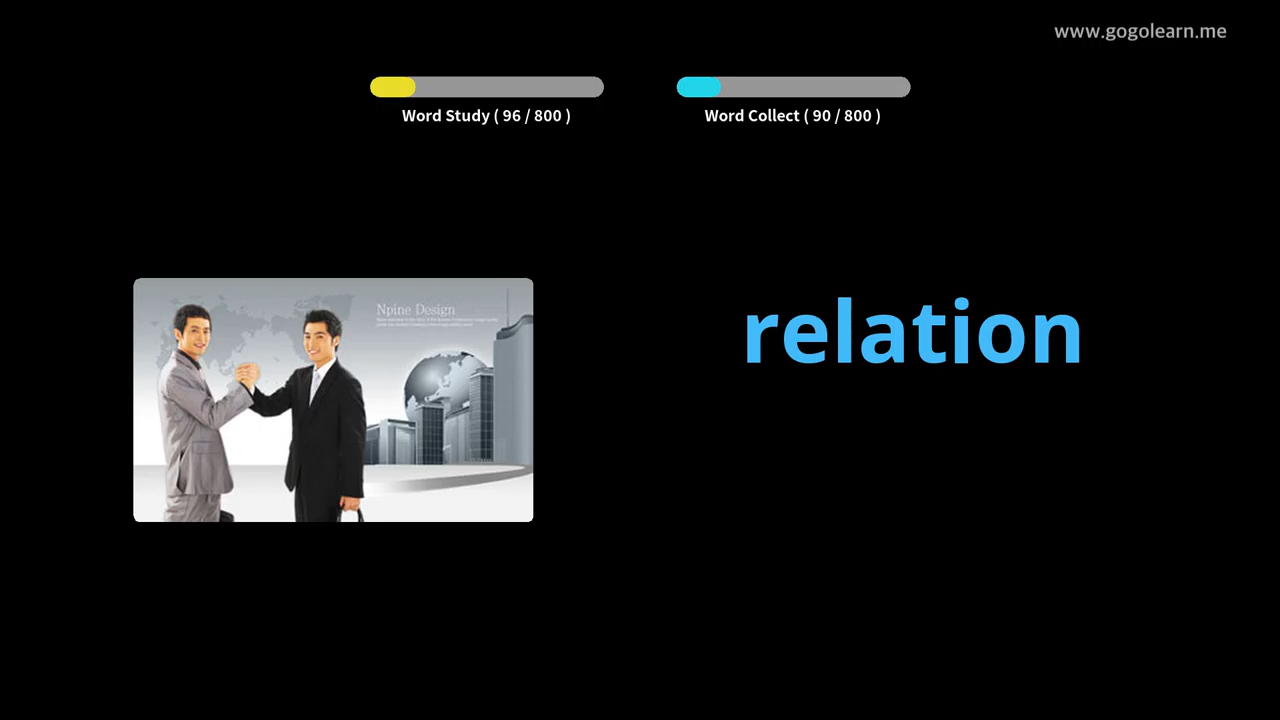 www.gogolearn.me
Word Study ( 96 / 800 )
Word Collect ( 90 / 800 )
Npine Design
relation